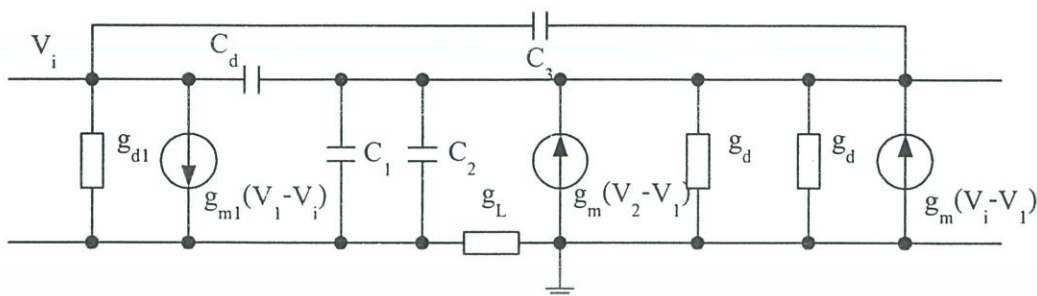 V_i
C_d
C_3
g_d1
g_m1(V_1-V_i)
C_1
C_2
g_L
g_m(V_2-V_1)
g_d
g_d
g_m(V_i-V_1)